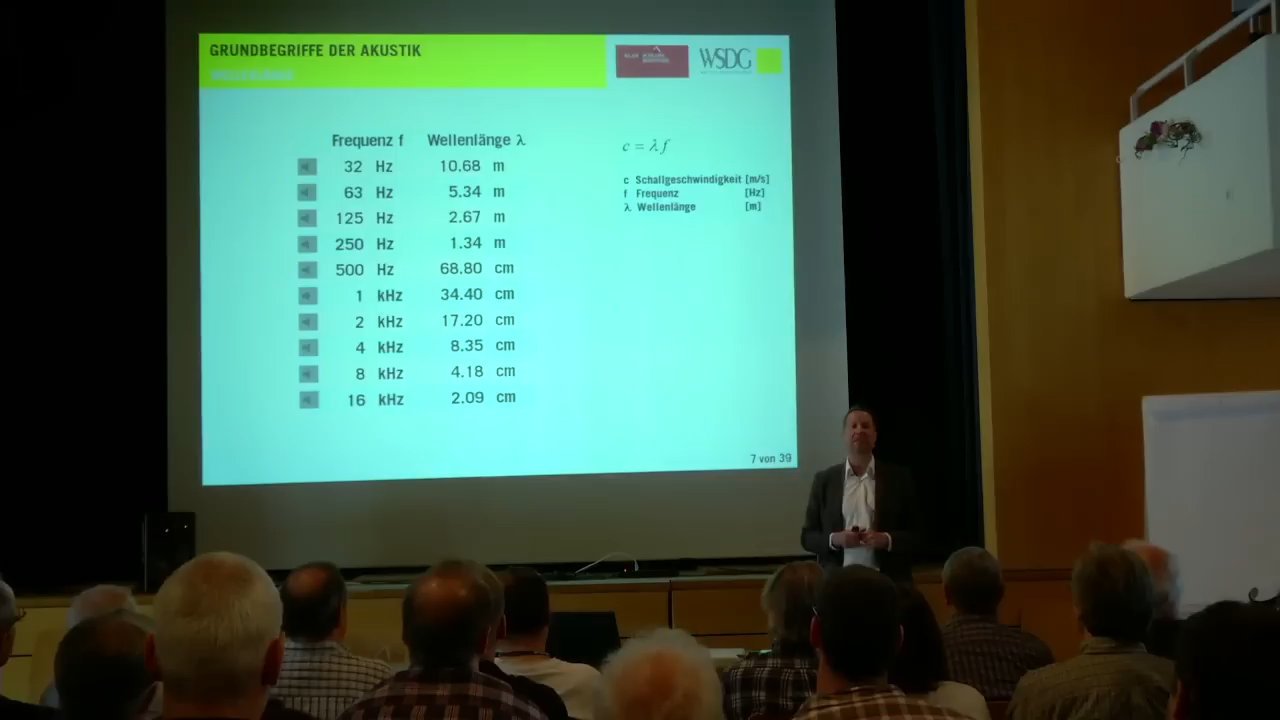 GRUNDBEGRIFFE DER AKUSTIK
WELLENLÄNGE
WSDG
Frequenz f Wellenlänge λ
32 Hz 10.68 m
63 Hz 5.34 m
125 Hz 2.67 m
250 Hz 1.34 m
500 Hz 68.80 cm
1 kHz 34.40 cm
2 kHz 17.20 cm
4 kHz 8.35 cm
8 kHz 4.18 cm
16 kHz 2.09 cm
c = λ f
c Schallgeschwindigkeit [m/s]
f Frequenz [Hz]
λ Wellenlänge [m]
7 von 39